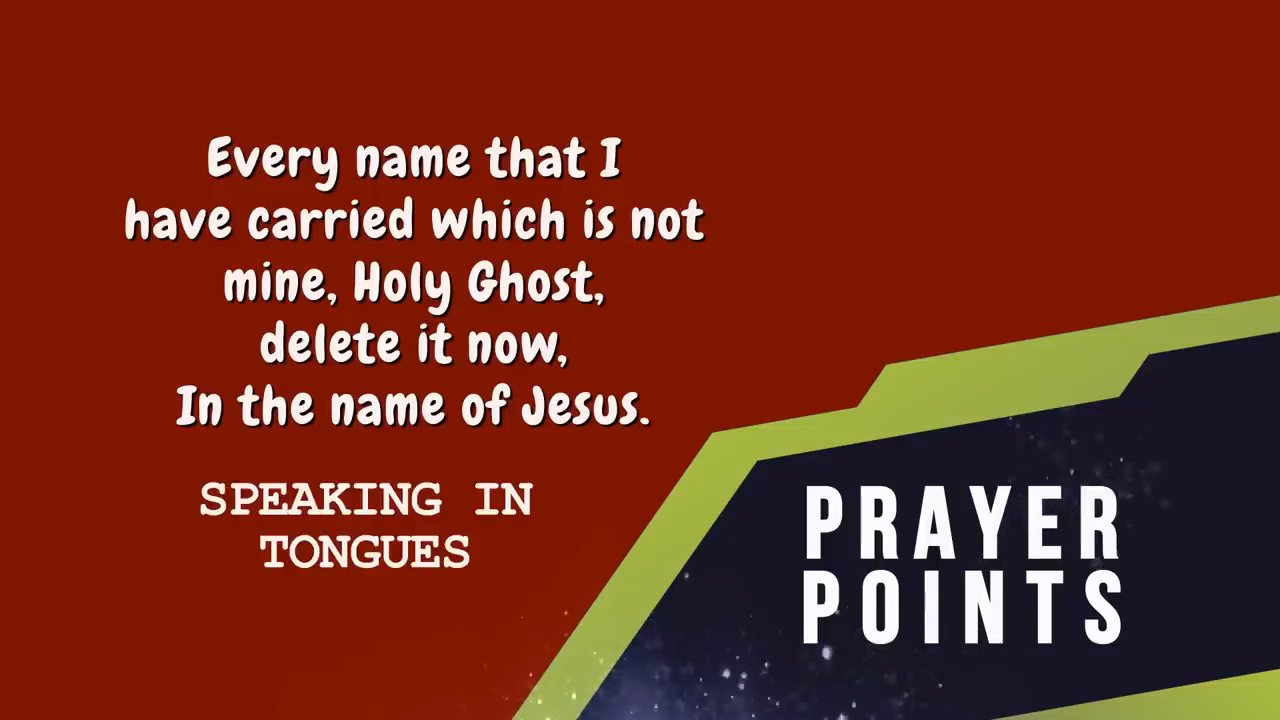 Every name that I
have carried which is not
mine, Holy Ghost,
delete it now,
In the name of Jesus.
SPEAKING IN
TONGUES
PRAYER
POINTS